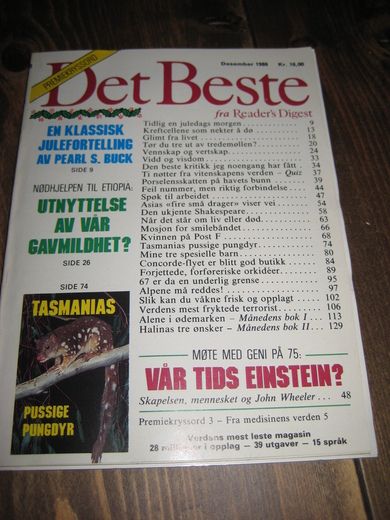 PREMIEKRYSSORD
Desember 1986 Kr. 16,00
Det Beste
fra Reader's Digest
EN KLASSISK
JULEFORTELLING
AV PEARL S. BUCK
SIDE 9
NØDHJELPEN TIL ETIOPIA:
UTNYTTELSE
AV VÅR
GAVMILDHET?
SIDE 26
SIDE 74
TASMANIAS
PUSSIGE
PUNGDYR
Tidlig en juledags morgen 9
Kreftcellene som nekter å dø 13
Glimt fra livet 18
Tør du tre ut av tredemøllen? 20
Vennskap og vertskap 24
Vidd og visdom 33
Den beste kritikk jeg noengang har fått 34
Ti nøtter fra vitenskapens verden – Quiz 37
Porselensskatten på havets bunn 39
Feil nummer, men riktig forbindelse 44
Spøk til arbeidet 47
Asias «fire små drager» viser vei 54
Den ukjente Shakespeare 58
Når det står om liv eller død 63
Mosjon for smilebåndet 66
Kvinnen på Post F 68
Tasmanias pussige pungdyr 74
Mine tre spesielle barn 80
Concorde-flyet er blitt god butikk 84
Forjettede, forføreriske orkidéer 89
67 er da en underlig grense 95
Alpene må reddes! 97
Slik kan du våkne frisk og opplagt 102
Verdens mest fryktede terrorist 106
Alene i ødemarken – Månedens bok I 113
Halinas tre ønsker – Månedens bok II 129
MØTE MED GENI PÅ 75:
VÅR TIDS EINSTEIN?
Skapelsen, mennesket og John Wheeler 48
Premiekryssord 3 – Fra medisinens verden 5
Verdens mest leste magasin
28 millioner i opplag – 39 utgaver – 15 språk